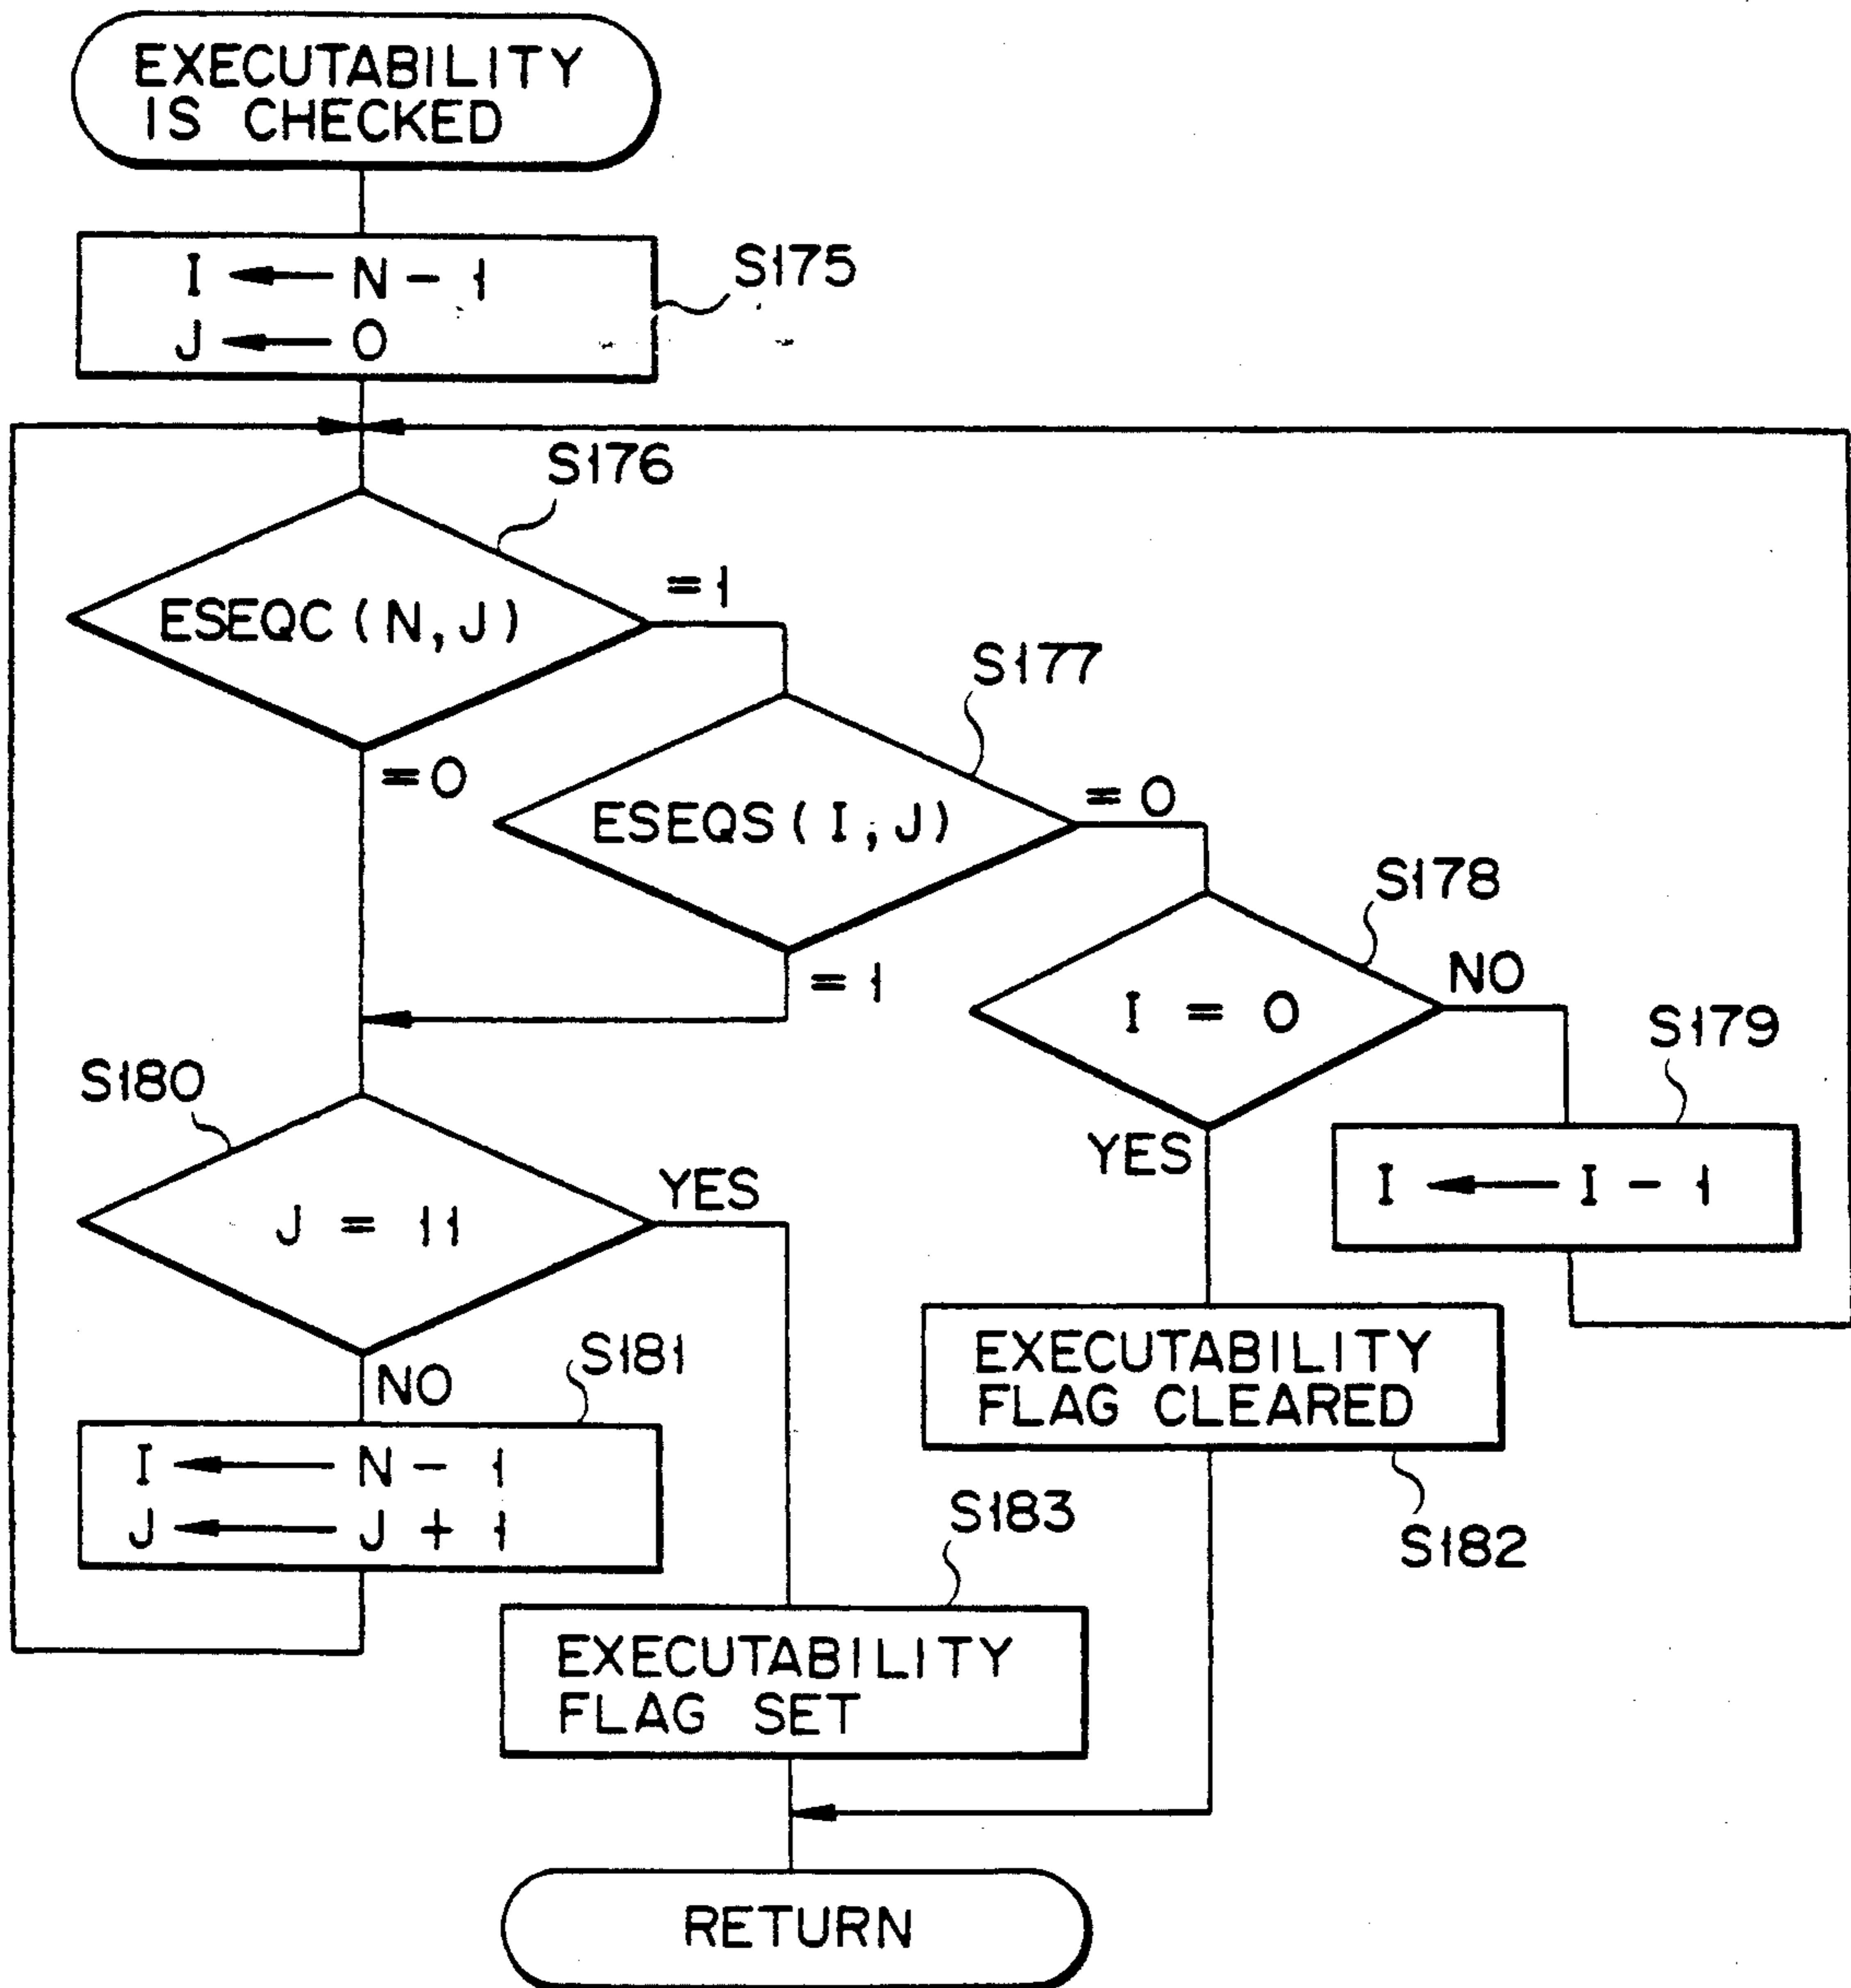 EXECUTABILITY
IS CHECKED
I ← N - 1
J ← 0
S175
S176
ESEQC (N, J)
= 1
= 0
S177
ESEQS (I, J)
= 0
= 1
S178
I = 0
NO
YES
S179
I ← I - 1
S180
J = 11
YES
NO
S181
I ← N - 1
J ← J + 1
EXECUTABILITY
FLAG CLEARED
S182
S183
EXECUTABILITY
FLAG SET
RETURN